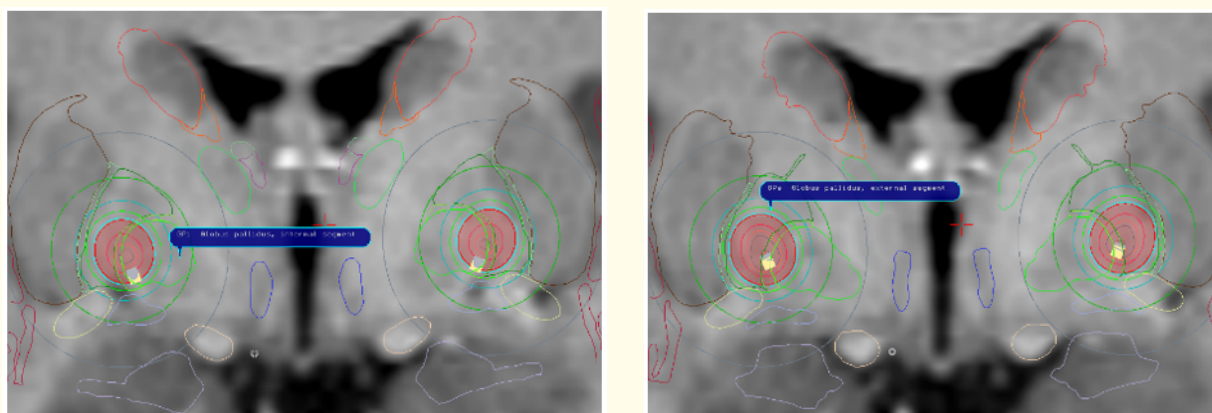 GPi Globus pallidus, internal segment
GPe Globus pallidus, external segment